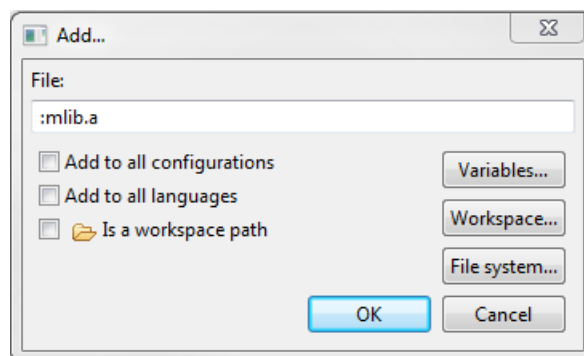 Add...
File:
:mlib.a
Add to all configurations
Variables...
Add to all languages
Workspace...
Is a workspace path
File system...
OK
Cancel